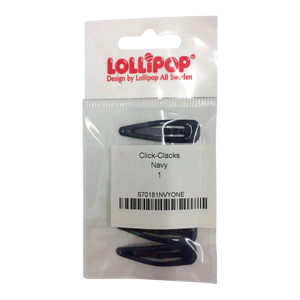 LOLLIPOP®
Design by Lollipop AB Sweden
Click-Clacks
Navy
1
S70181NVYONE